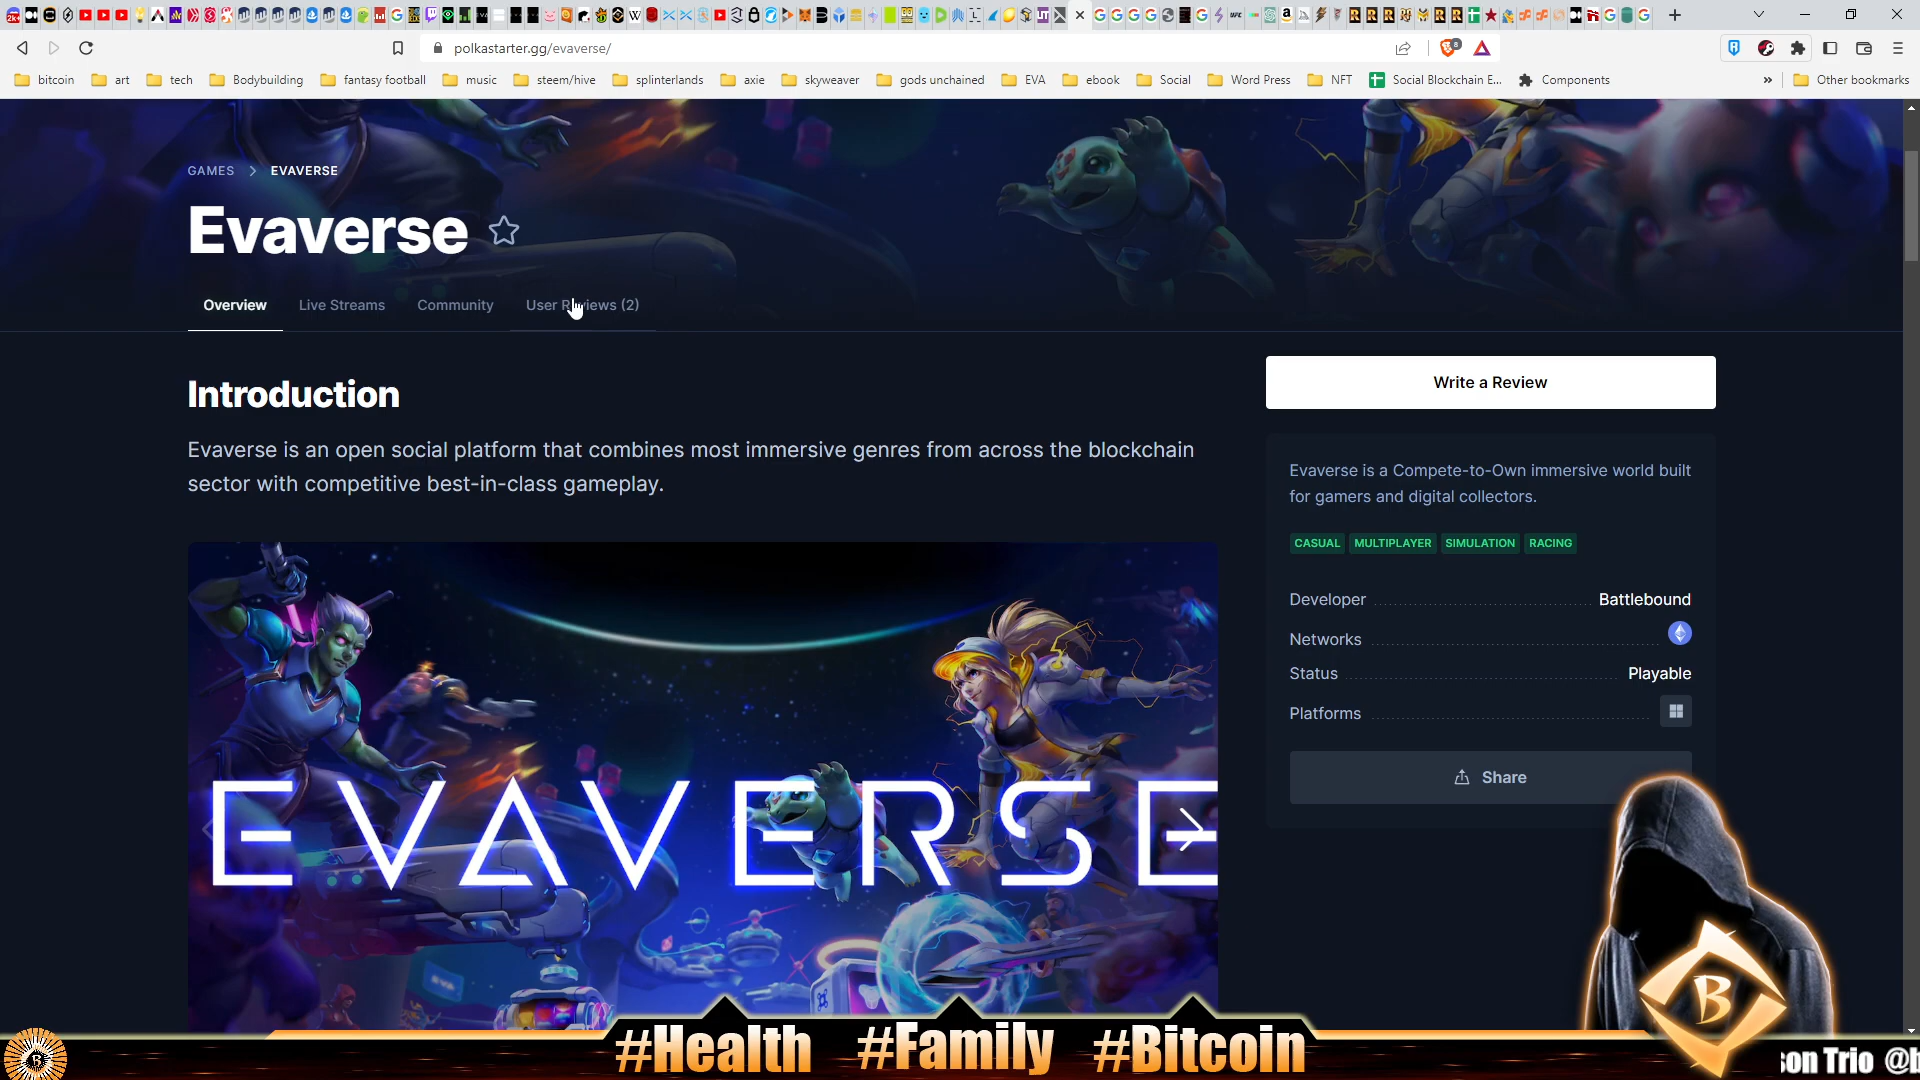 polkastarter.gg/evaverse/
8
bitcoin
art
tech
Bodybuilding
fantasy football
music
steem/hive
splinterlands
axie
skyweaver
gods unchained
EVA
ebook
Social
Word Press
NFT
Social Blockchain E...
Components
»
Other bookmarks
GAMES > EVAVERSE
Evaverse
Overview
Live Streams
Community
User Reviews (2)
Introduction
Evaverse is an open social platform that combines most immersive genres from across the blockchain
sector with competitive best-in-class gameplay.
EVAVERSE
Write a Review
Evaverse is a Compete-to-Own immersive world built
for gamers and digital collectors.
CASUAL MULTIPLAYER SIMULATION RACING
Developer Battlebound
Networks
Status Playable
Platforms
Share
B
#Health #Family #Bitcoin
B
son Trio @b